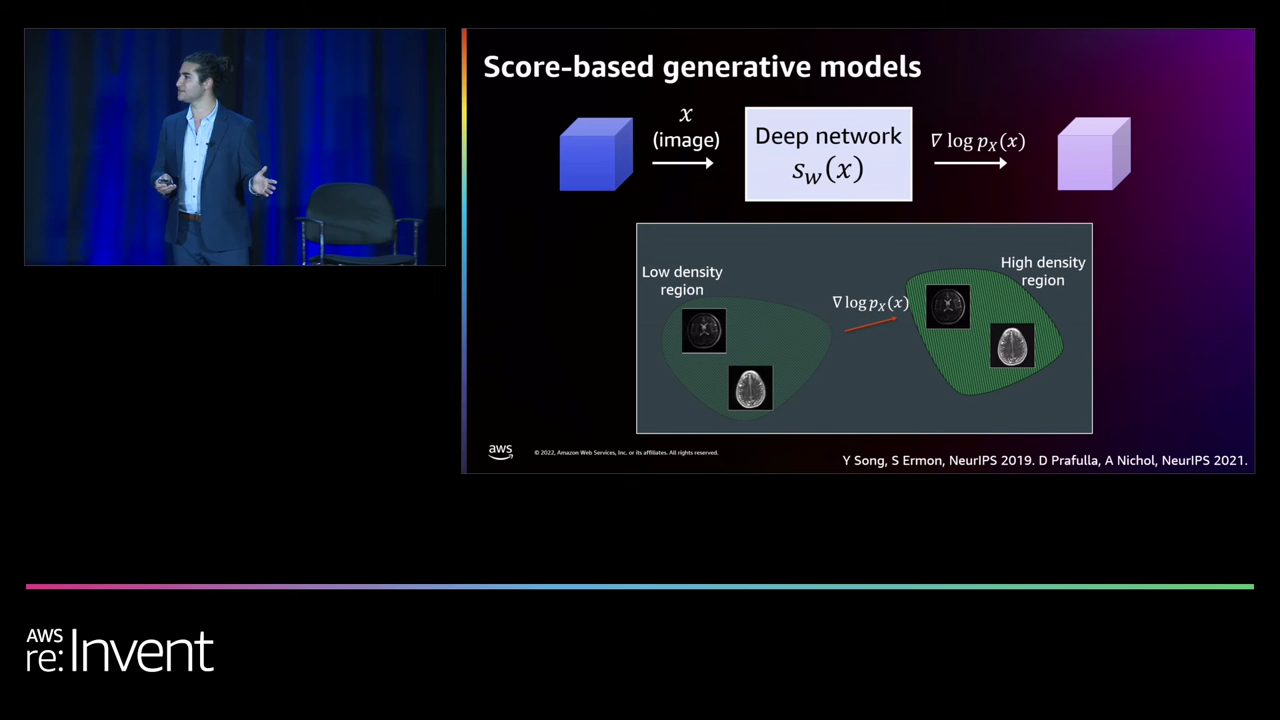 Score-based generative models
x
(image)
Deep network
s_w(x)
∇ log p_X(x)
Low density
region
∇ log p_X(x)
High density
region
aws
© 2022, Amazon Web Services, Inc. or its affiliates. All rights reserved.
Y Song, S Ermon, NeurIPS 2019. D Prafulla, A Nichol, NeurIPS 2021.
AWS
re:Invent